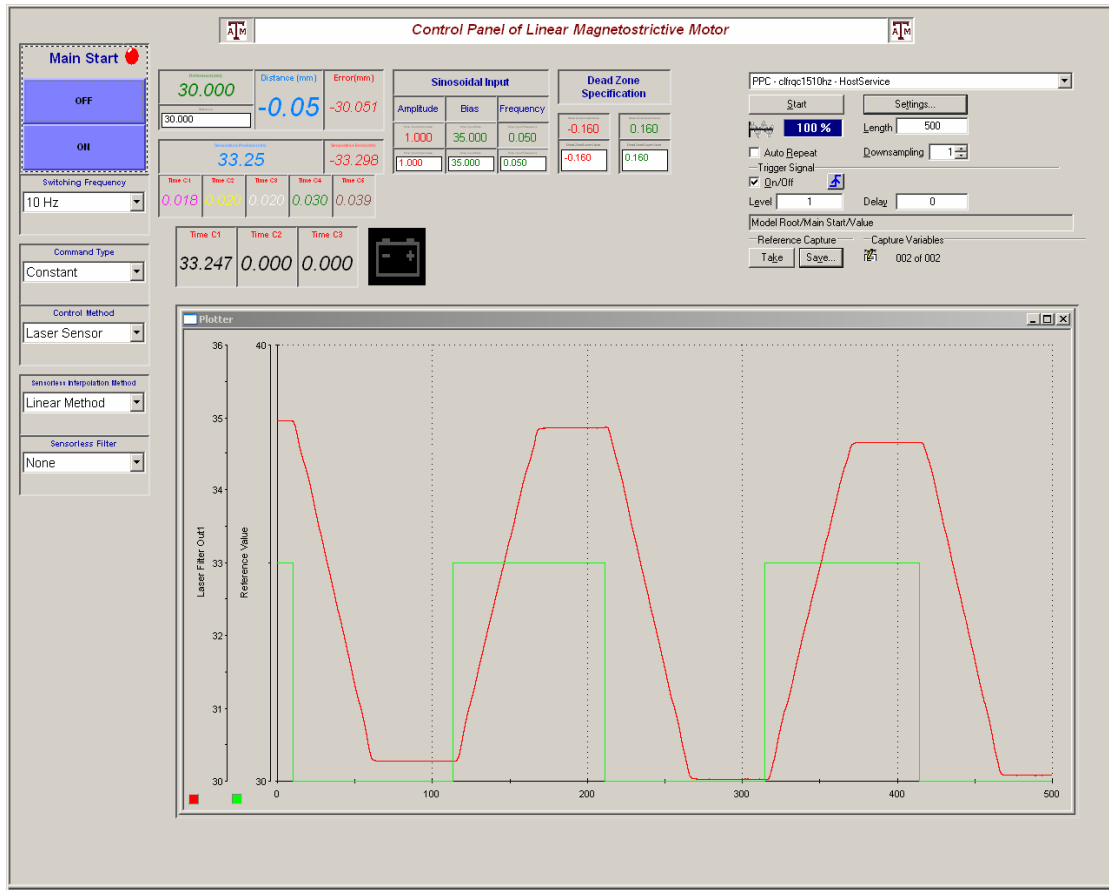 Control Panel of Linear Magnetostrictive Motor
Main Start
OFF
ON
Switching Frequency
10 Hz
Command Type
Constant
Control Method
Laser Sensor
Sensorless Interpolation Method
Linear Method
Sensorless Filter
None
30.000
30.000
Distance (mm)
-0.05
Error(mm)
-30.051
33.25
-33.298
Time C1
Time C2
Time C3
Time C4
Time C5
0.018
0.020
0.020
0.030
0.039
Time C1
Time C2
Time C3
33.247
0.000
0.000
Sinosoidal Input
Amplitude
Bias
Frequency
1.000
35.000
0.050
1.000
35.000
0.050
Dead Zone
Specification
-0.160
0.160
-0.160
0.160
PPC - clfrqc1510hz - HostService
Start
Settings...
100 %
Length
500
Auto Repeat
Downsampling
1
Trigger Signal
On/Off
Level
1
Delay
0
Model Root/Main Start/Value
Reference Capture
Capture Variables
Take
Save...
002 of 002
Plotter
36
35
34
33
32
31
30
Laser Filter Out1
40
30
Reference Value
0
100
200
300
400
500